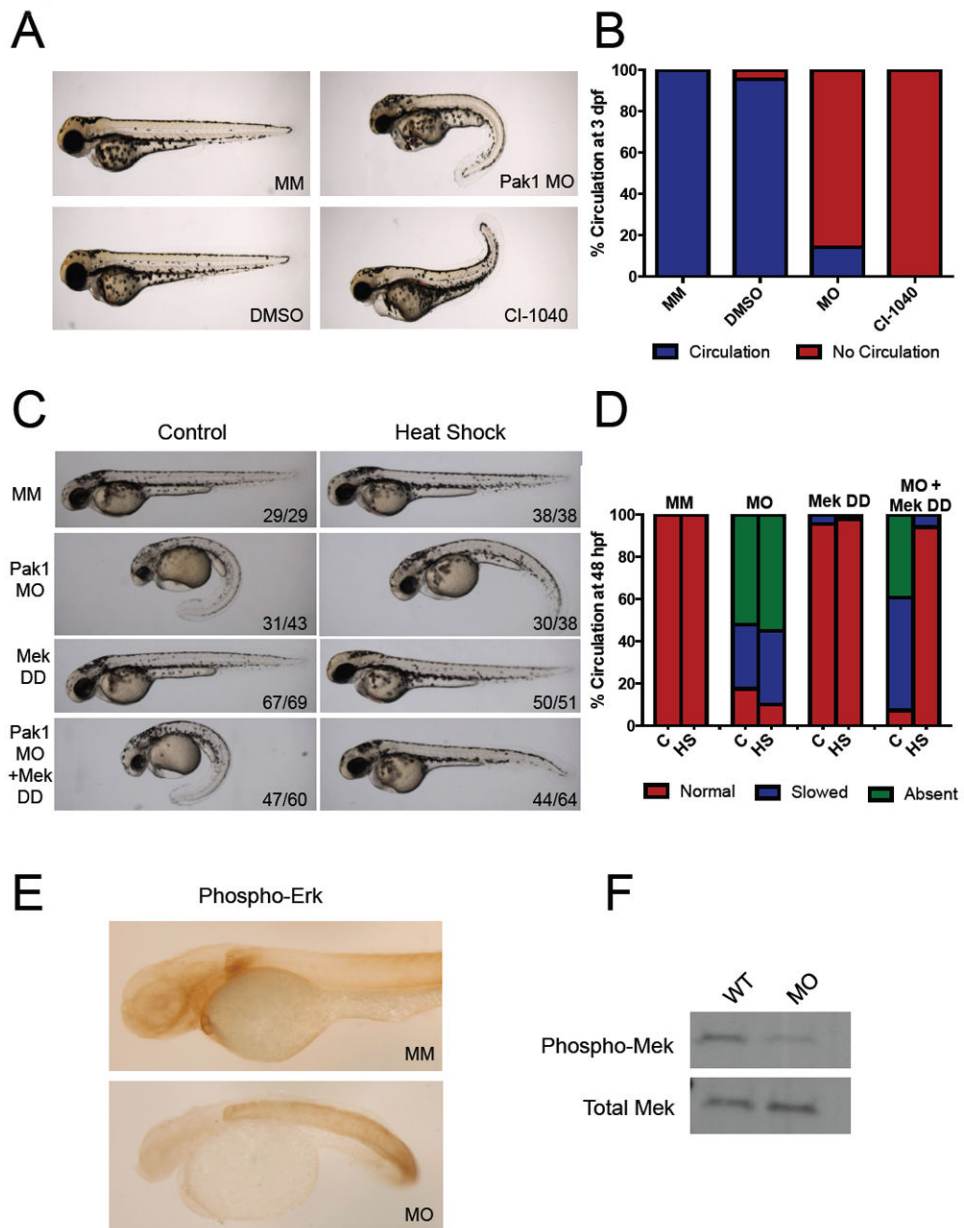 A
MM
Pak1 MO
DMSO
CI-1040
B
% Circulation at 3 dpf
100
80
60
40
20
0
MM
DMSO
MO
CI-1040
Circulation
No Circulation
C
Control
Heat Shock
MM
29/29
38/38
Pak1
MO
31/43
30/38
Mek
DD
67/69
50/51
Pak1
MO
+Mek
DD
47/60
44/64
D
% Circulation at 48 hpf
100
80
60
40
20
0
MM
MO
Mek DD
MO +
Mek DD
C
HS
C
HS
C
HS
C
HS
Normal
Slowed
Absent
E
Phospho-Erk
MM
MO
F
WT
MO
Phospho-Mek
Total Mek